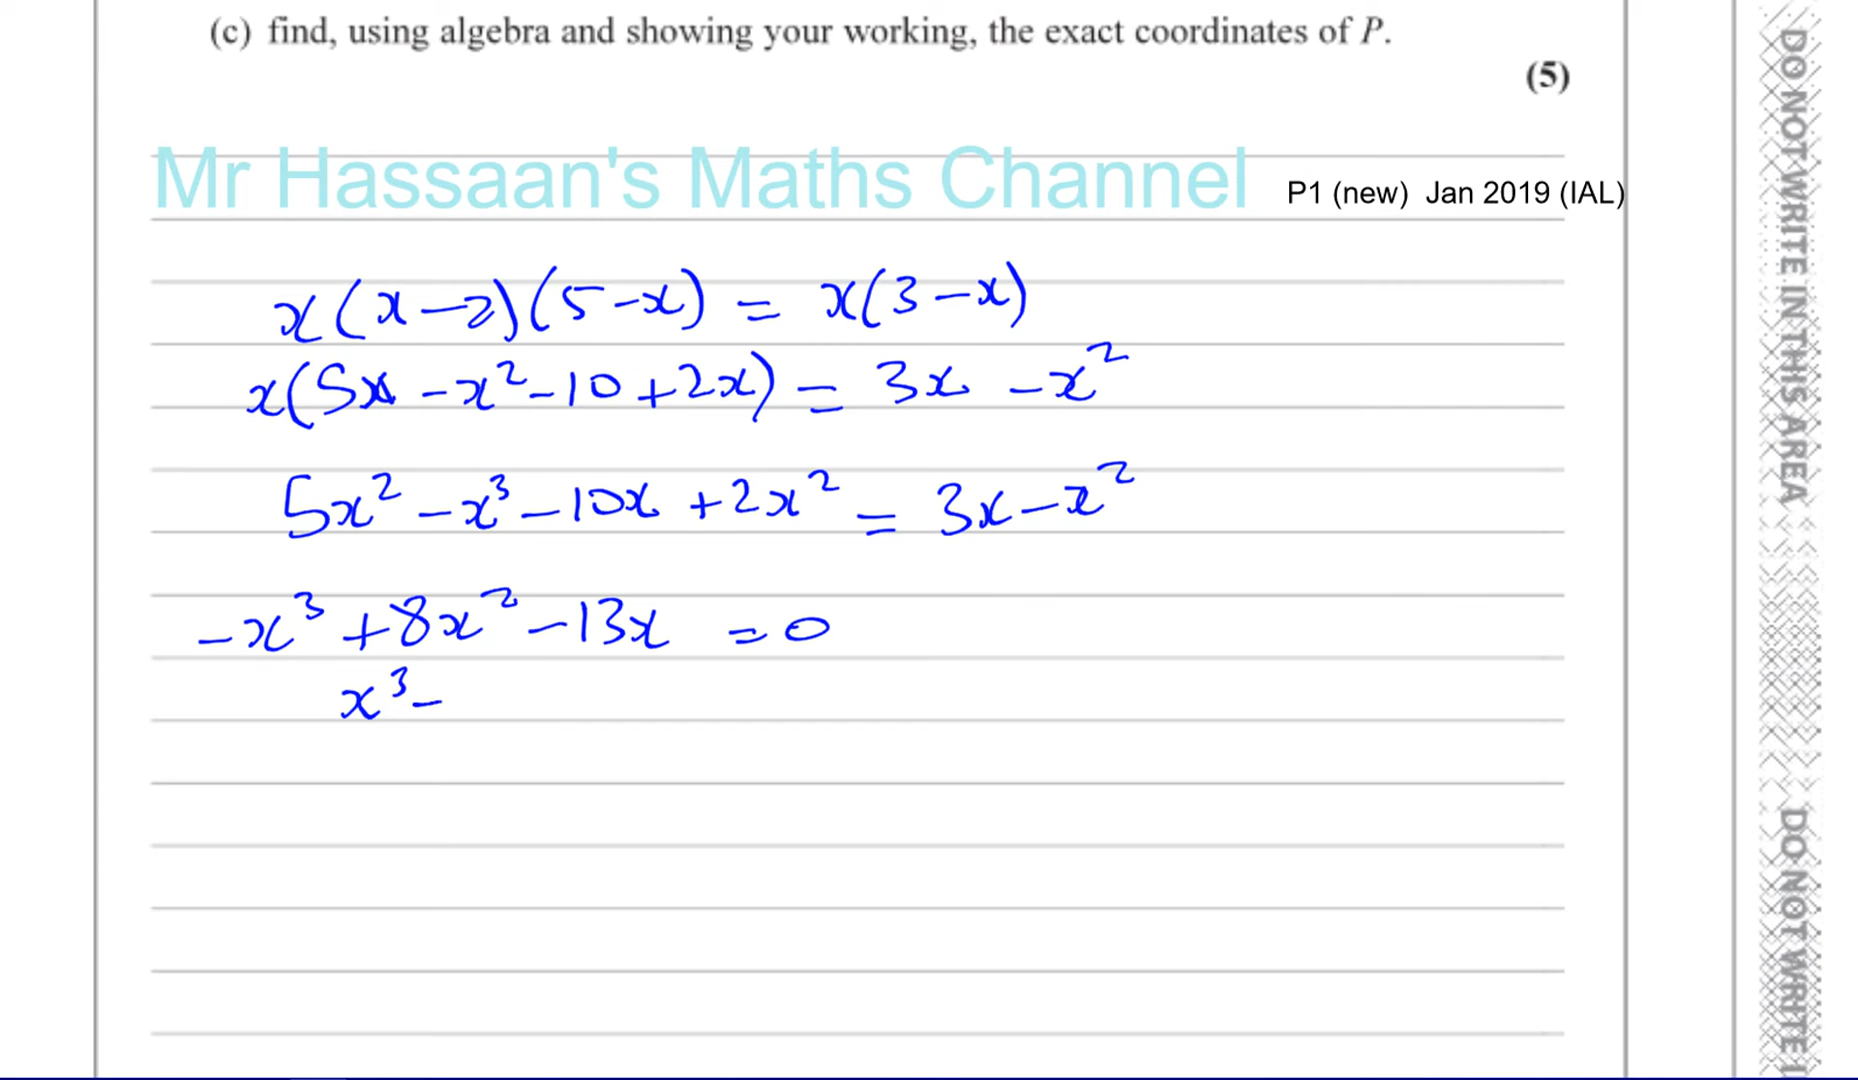 (c) find, using algebra and showing your working, the exact coordinates of P.
(5)
Mr Hassaan's Maths Channel
P1 (new) Jan 2019 (IAL)
x(x-2)(5-x) = x(3-x)
x(5x - x² - 10 + 2x) = 3x - x²
5x² - x³ - 10x + 2x² = 3x - x²
-x³ + 8x² - 13x = 0
x³ -
DO NOT WRITE IN THIS AREA
DO NOT WRITE I